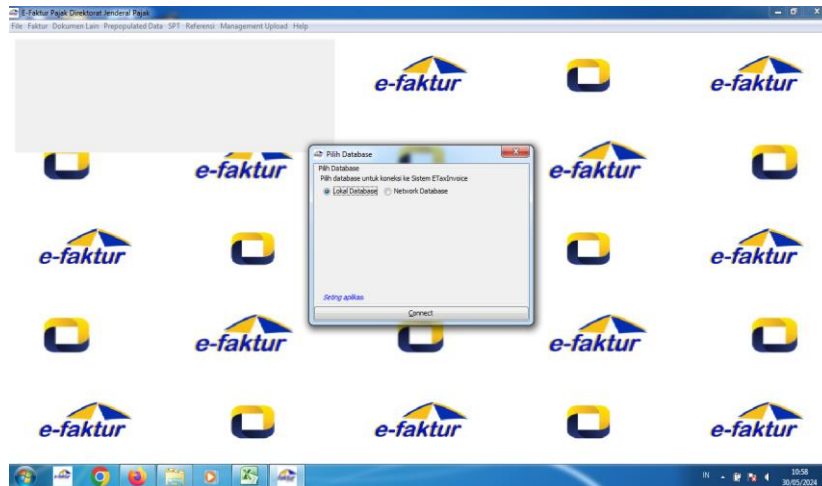 E-Faktur Pajak Direktorat Jenderal Pajak
File Faktur Dokumen Lain Prepopulated Data SPT Referensi Management Upload Help
e-faktur
e-faktur
Pilih Database
Pilih Database
Pilih database untuk koneksi ke Sistem ETaxInvoice
Lokal Database Network Database
Seting aplikasi
Connect
e-faktur
e-faktur
e-faktur
e-faktur
e-faktur
e-faktur
e-faktur
e-faktur
e-faktur
IN
10:58
30/05/2024